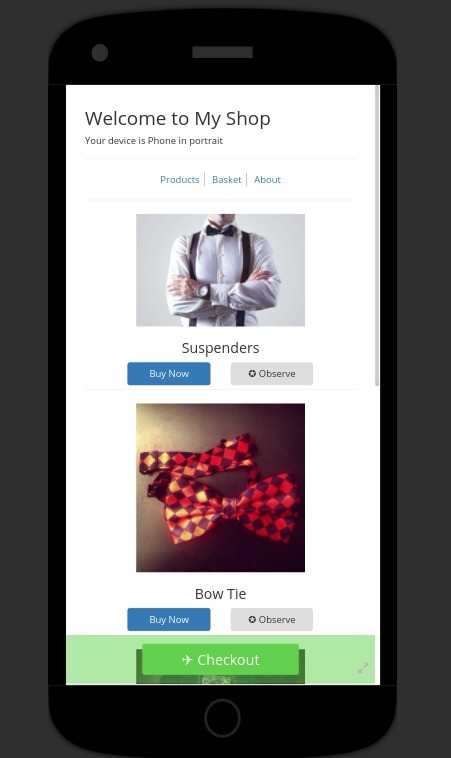 Welcome to My Shop
Your device is Phone in portrait
Products Basket About
Suspenders
Buy Now ✪ Observe
Bow Tie
Buy Now ✪ Observe
✈ Checkout